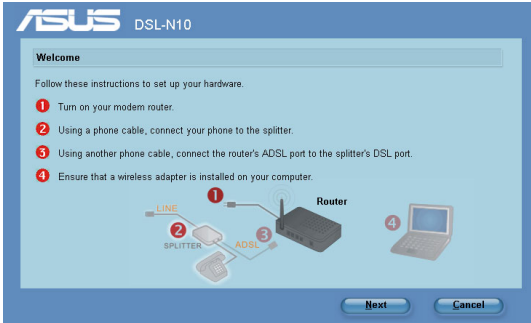 ASUS DSL-N10
Welcome
Follow these instructions to set up your hardware.
1 Turn on your modem router.
2 Using a phone cable, connect your phone to the splitter.
3 Using another phone cable, connect the router's ADSL port to the splitter's DSL port.
4 Ensure that a wireless adapter is installed on your computer.
1 Router
LINE
2 3 4
SPLITTER ADSL
Next Cancel